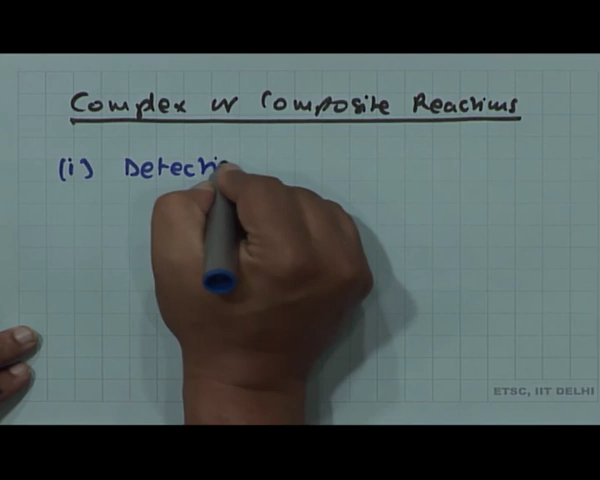 Complex or Composite Reactions
(i) Detecti
ETSC, IIT DELHI